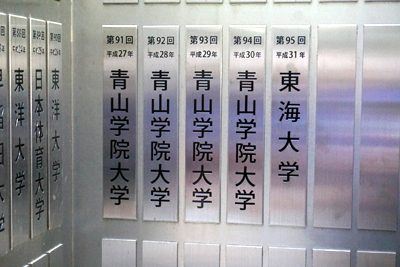 第91回
平成27年
青山学院大学
第92回
平成28年
青山学院大学
第93回
平成29年
青山学院大学
第94回
平成30年
青山学院大学
第95回
平成31年
東海大学
東洋大学
日本体育大学
東洋大学